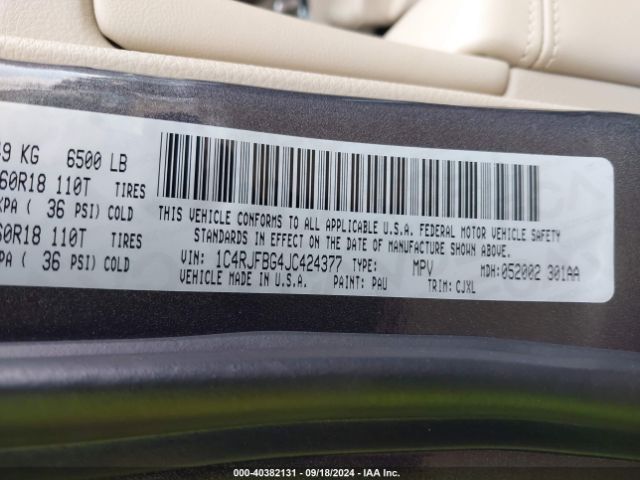 49 KG 6500 LB
60R18 110T TIRES
KPA ( 36 PSI) COLD
60R18 110T TIRES
PA ( 36 PSI) COLD
THIS VEHICLE CONFORMS TO ALL APPLICABLE U.S.A. FEDERAL MOTOR VEHICLE SAFETY
STANDARDS IN EFFECT ON THE DATE OF MANUFACTURE SHOWN ABOVE.
VIN: 1C4RJFBG4JC424377 TYPE: MPV MDH:052002 301AA
VEHICLE MADE IN U.S.A. PAINT: PAU TRIM: CJXL
000-40382131 - 09/18/2024 - IAA Inc.